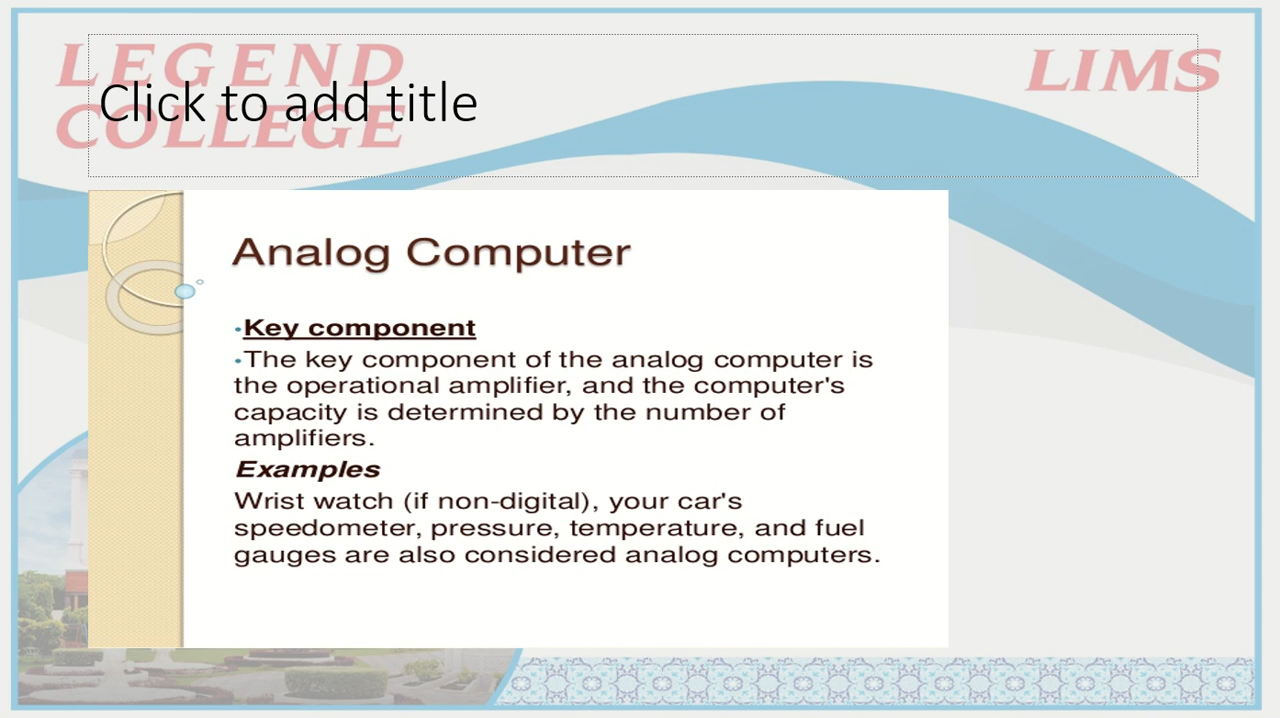 LEGEND
COLLEGE
LIMS
Click to add title
Analog Computer
•Key component
•The key component of the analog computer is
the operational amplifier, and the computer's
capacity is determined by the number of
amplifiers.
Examples
Wrist watch (if non-digital), your car's
speedometer, pressure, temperature, and fuel
gauges are also considered analog computers.